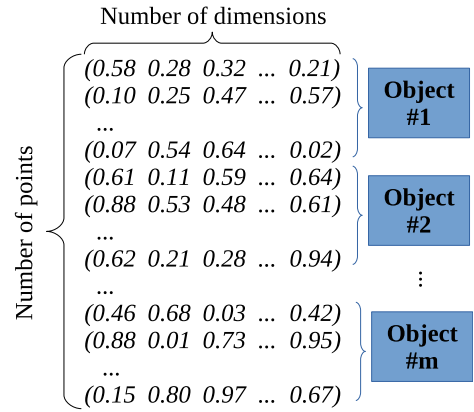 Number of dimensions
(0.58 0.28 0.32 ... 0.21)
(0.10 0.25 0.47 ... 0.57)
...
(0.07 0.54 0.64 ... 0.02)
Object
#1
(0.61 0.11 0.59 ... 0.64)
(0.88 0.53 0.48 ... 0.61)
...
(0.62 0.21 0.28 ... 0.94)
Object
#2
...
...
(0.46 0.68 0.03 ... 0.42)
(0.88 0.01 0.73 ... 0.95)
...
(0.15 0.80 0.97 ... 0.67)
Object
#m
Number of points